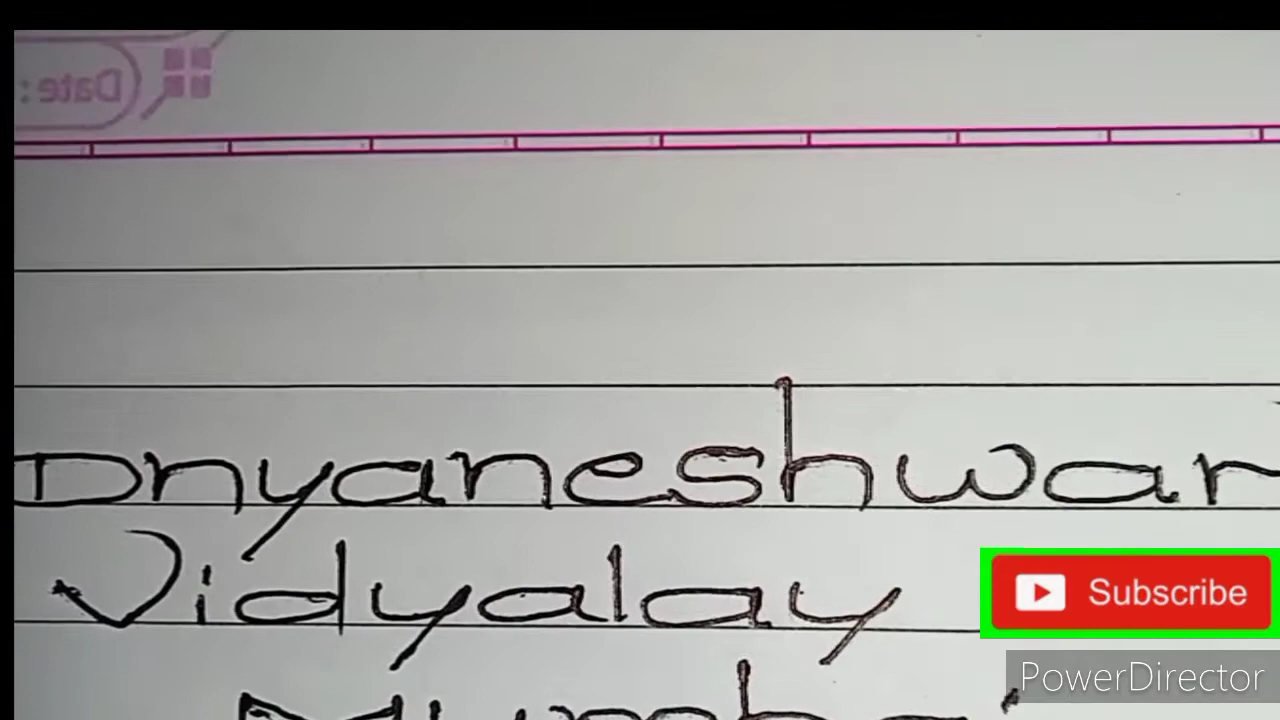 Date:
Dnyaneshwar
Vidyalay
Subscribe
PowerDirector